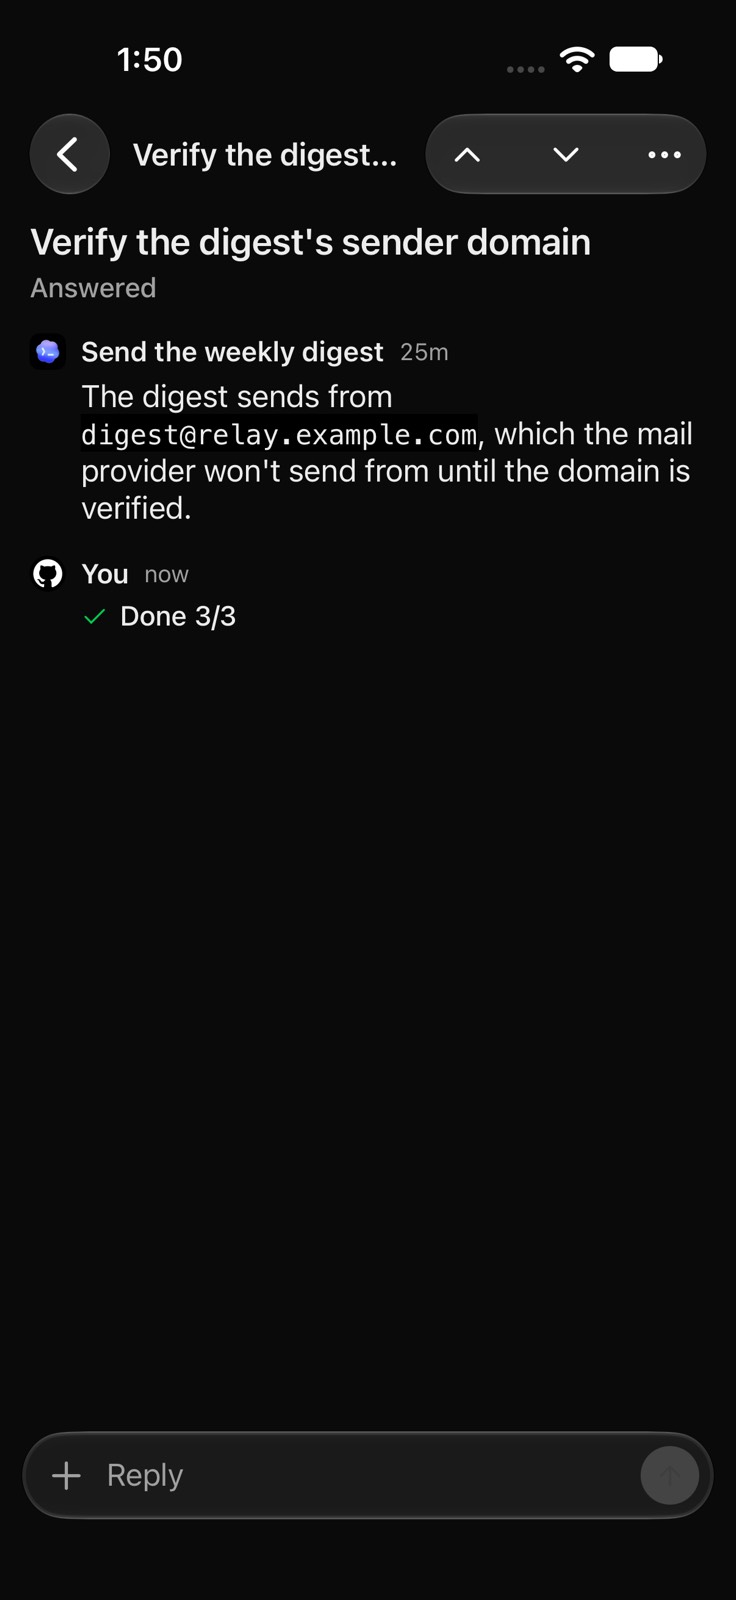 1:50
Verify the digest...
Verify the digest's sender domain
Answered
Send the weekly digest 25m
The digest sends from
digest@relay.example.com, which the mail
provider won't send from until the domain is
verified.
You now
Done 3/3
Reply